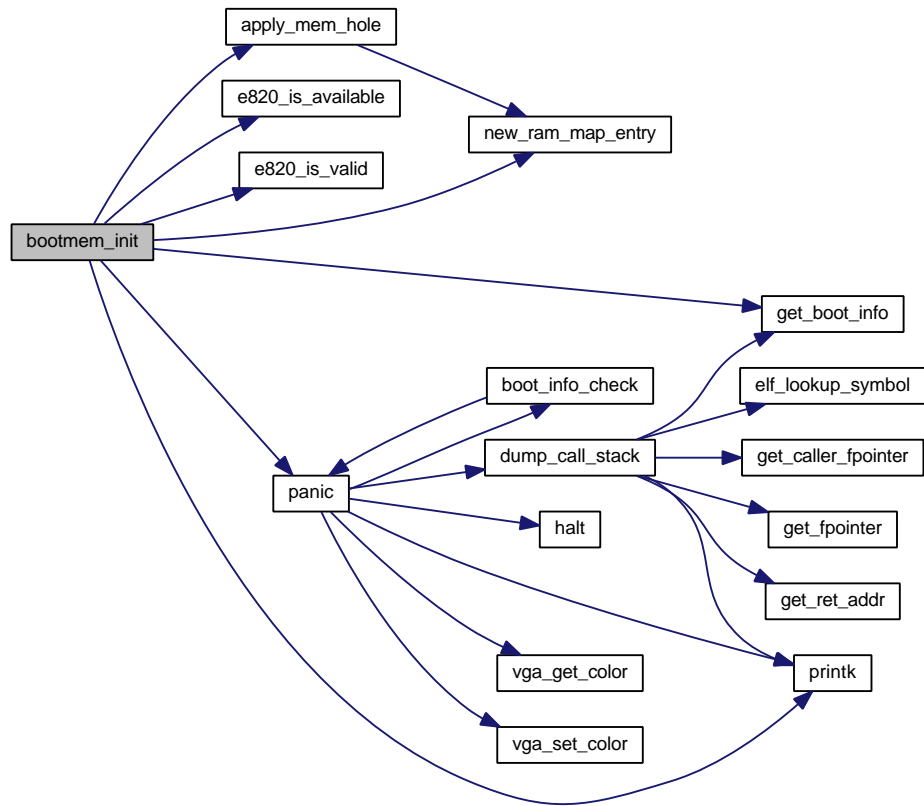 apply_mem_hole
e820_is_available
new_ram_map_entry
e820_is_valid
bootmem_init
get_boot_info
boot_info_check
elf_lookup_symbol
dump_call_stack
get_caller_fpointer
panic
halt
get_fpointer
get_ret_addr
vga_get_color
printk
vga_set_color